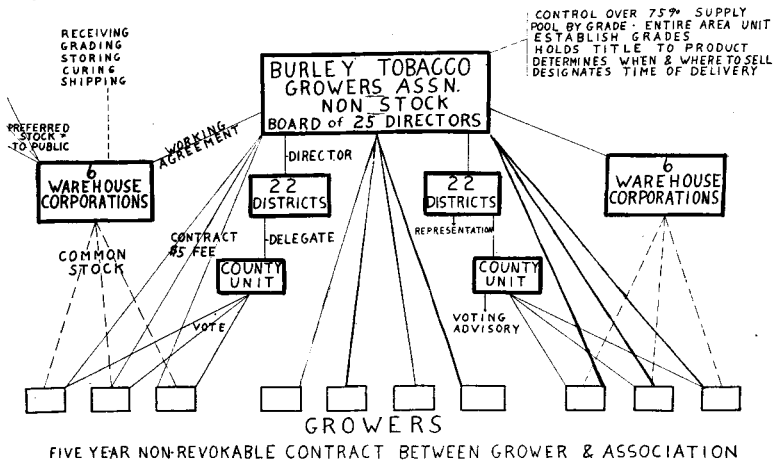 RECEIVING
GRADING
STORING
CURING
SHIPPING
CONTROL OVER 75% SUPPLY
POOL BY GRADE - ENTIRE AREA UNIT
ESTABLISH GRADES
HOLDS TITLE TO PRODUCT
DETERMINES WHEN & WHERE TO SELL
DESIGNATES TIME OF DELIVERY
BURLEY TOBACCO
GROWERS ASSN.
NON STOCK
BOARD of 25 DIRECTORS
PREFERRED
STOCK
TO PUBLIC
WORKING
AGREEMENT
6
WAREHOUSE
CORPORATIONS
DIRECTOR
22
DISTRICTS
22
DISTRICTS
6
WAREHOUSE
CORPORATIONS
CONTRACT
$5 FEE
DELEGATE
REPRESENTATION
COMMON
STOCK
COUNTY
UNIT
COUNTY
UNIT
VOTE
VOTING
ADVISORY
GROWERS
FIVE YEAR NON-REVOKABLE CONTRACT BETWEEN GROWER & ASSOCIATION